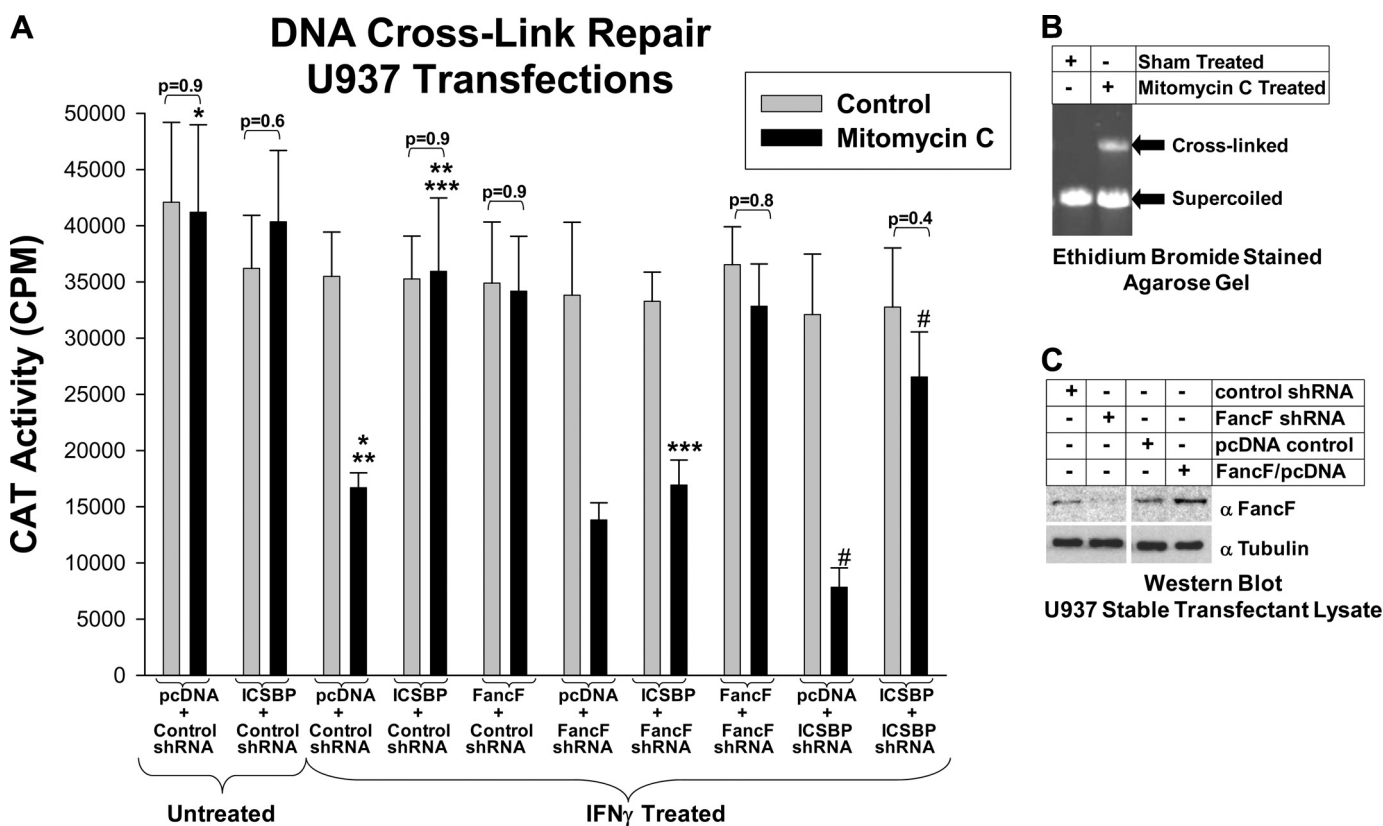 A
DNA Cross-Link Repair
U937 Transfections
Control
Mitomycin C
CAT Activity (CPM)
50000
45000
40000
35000
30000
25000
20000
15000
10000
5000
0
p=0.9
*
p=0.6
*
**
p=0.9
**
***
p=0.9
***
p=0.8
#
p=0.4
#
pcDNA + Control shRNA
ICSBP + Control shRNA
pcDNA + Control shRNA
ICSBP + Control shRNA
FancF + Control shRNA
pcDNA + FancF shRNA
ICSBP + FancF shRNA
FancF + FancF shRNA
pcDNA + ICSBP shRNA
ICSBP + ICSBP shRNA
Untreated
IFNγ Treated
B
+ - Sham Treated
- + Mitomycin C Treated
Cross-linked
Supercoiled
Ethidium Bromide Stained
Agarose Gel
C
+ - - - control shRNA
- + - - FancF shRNA
- - + - pcDNA control
- - - + FancF/pcDNA
α FancF
α Tubulin
Western Blot
U937 Stable Transfectant Lysate